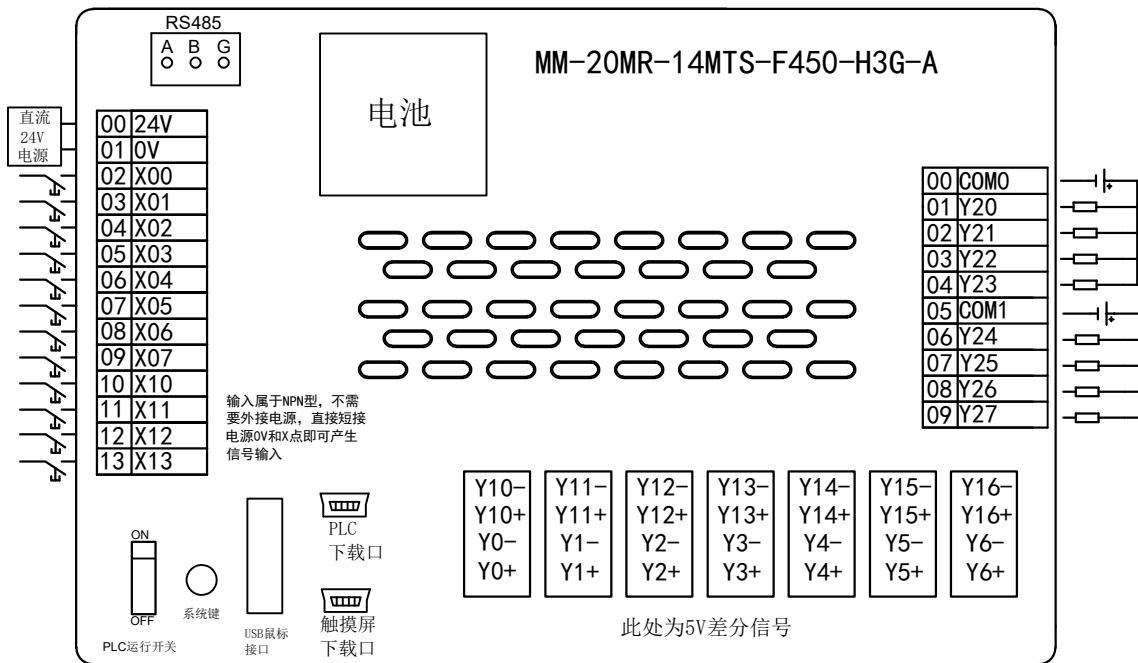 RS485
A B G
MM-20MR-14MTS-F450-H3G-A
电池
直流
24V
电源
00 24V
01 0V
02 X00
03 X01
04 X02
05 X03
06 X04
07 X05
08 X06
09 X07
10 X10
11 X11
12 X12
13 X13
00 COM0
01 Y20
02 Y21
03 Y22
04 Y23
05 COM1
06 Y24
07 Y25
08 Y26
09 Y27
输入属于NPN型，不需
要外接电源，直接短接
电源0V和X点即可产生
信号输入
Y10- Y11- Y12- Y13- Y14- Y15- Y16-
Y10+ Y11+ Y12+ Y13+ Y14+ Y15+ Y16+
Y0- Y1- Y2- Y3- Y4- Y5- Y6-
Y0+ Y1+ Y2+ Y3+ Y4+ Y5+ Y6+
此处为5V差分信号
ON
OFF
PLC运行开关
系统键
USB鼠标
接口
PLC
下载口
触摸屏
下载口